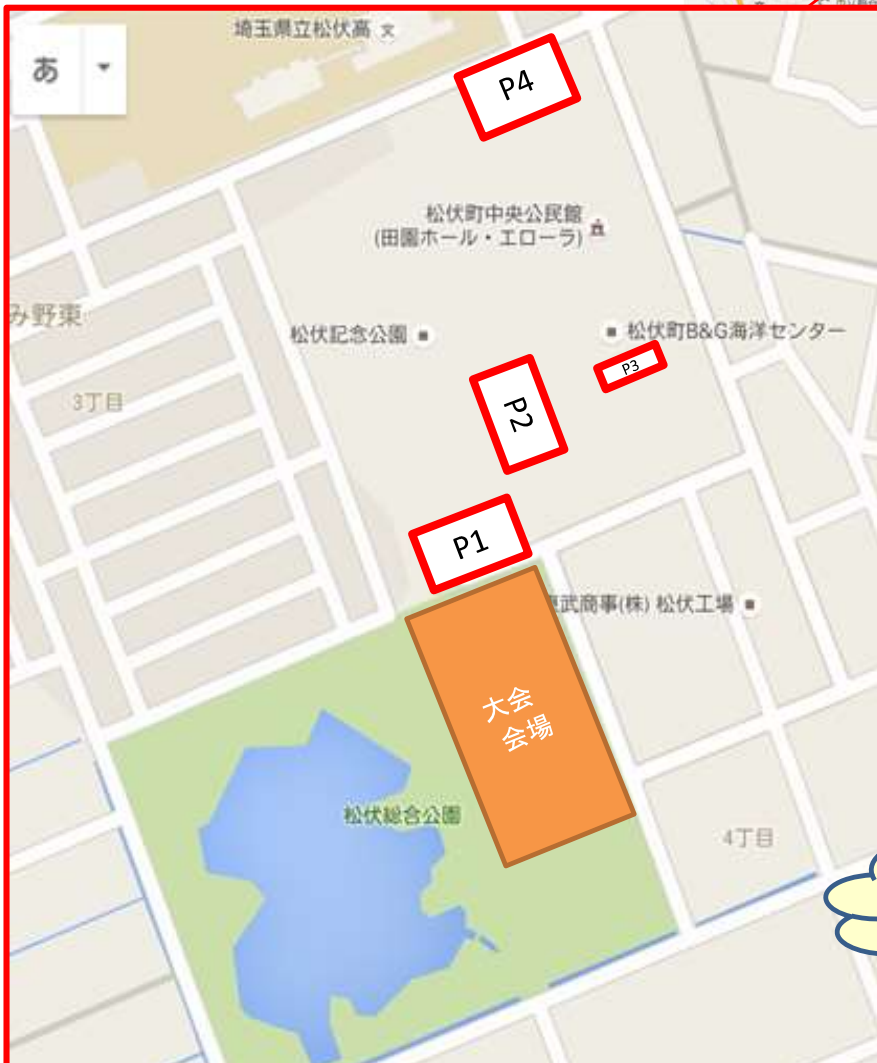 埼玉県立松伏高
あ
P4
松伏町中央公民館
(田園ホール・エローラ)
み野東
松伏記念公園
松伏町B&G海洋センター
P3
3丁目
P2
P1
武商事(株) 松伏工場
大会
会場
松伏総合公園
4丁目